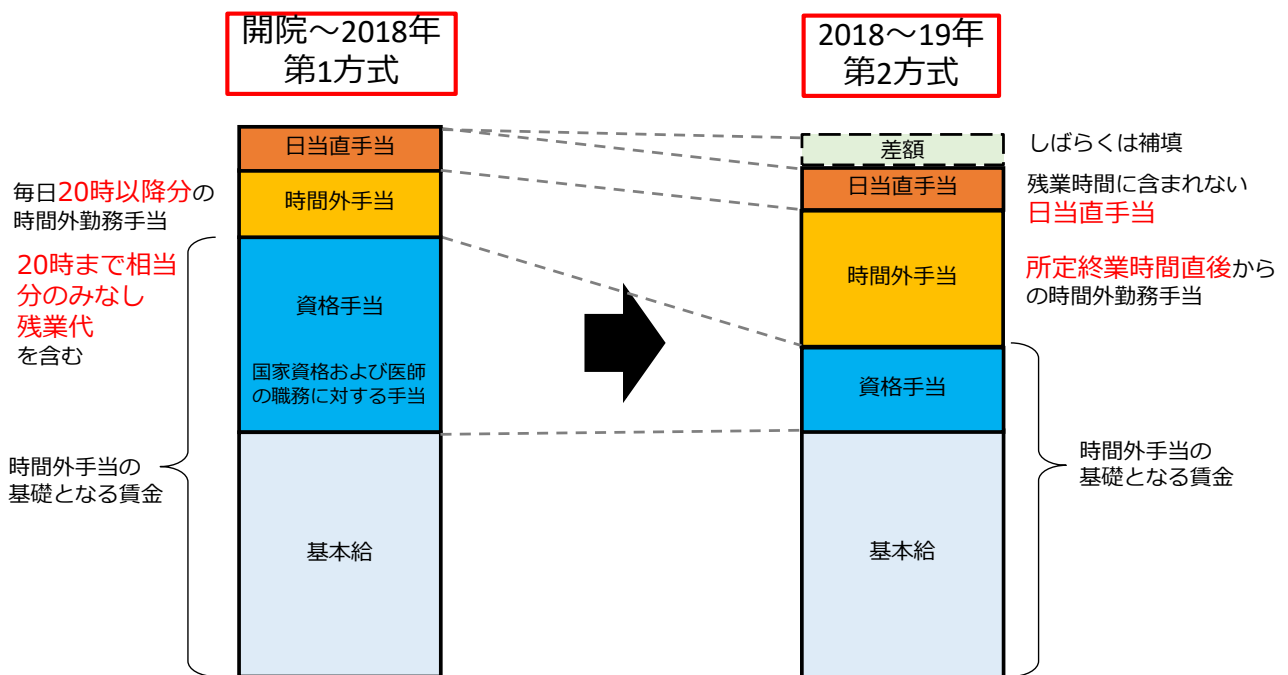 開院～2018年
第1方式
2018～19年
第2方式
日当直手当
時間外手当
資格手当
国家資格および医師
の職務に対する手当
基本給
毎日20時以降分の
時間外勤務手当
20時まで相当
分のみなし
残業代
を含む
時間外手当の
基礎となる賃金
差額
日当直手当
時間外手当
資格手当
基本給
しばらくは補填
残業時間に含まれない
日当直手当
所定終業時間直後から
の時間外勤務手当
時間外手当の
基礎となる賃金